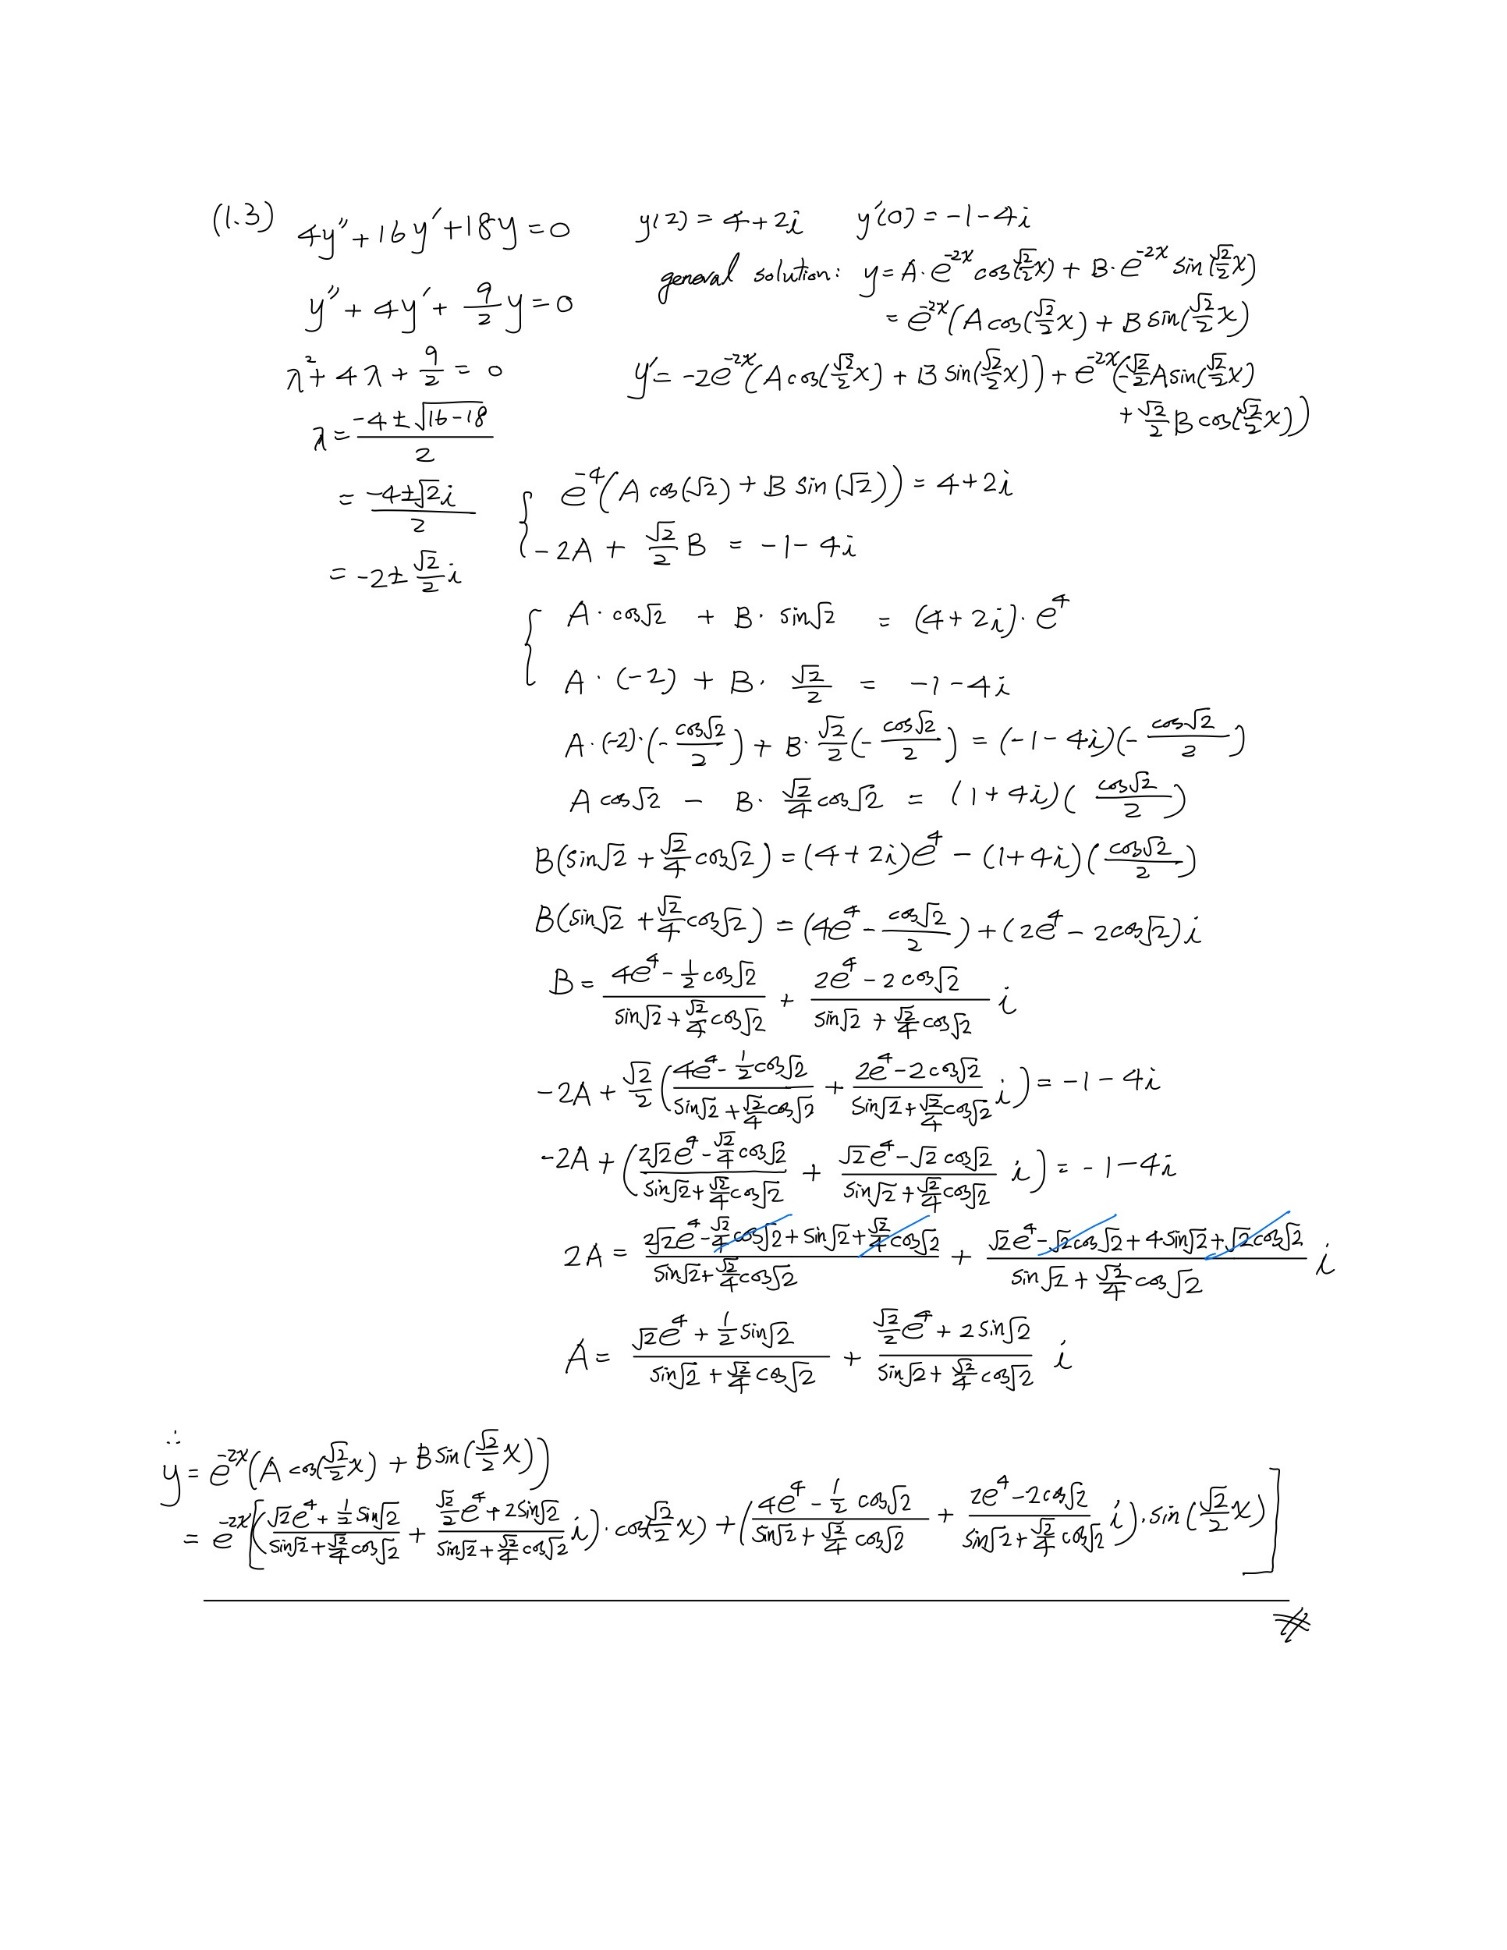 (1.3) 4y″+16y′+18y=0 y(2)=4+2i y′(0)=-1-4i
general solution: y=A·e^{-2x}cos(√2/2 x)+B·e^{-2x}sin(√2/2 x)
y″+4y′+9/2 y=0
=e^{-2x}(A cos(√2/2 x)+B sin(√2/2 x)
λ²+4λ+9/2=0
y′=-2e^{-2x}(A cos(√2/2 x)+B sin(√2/2 x))+e^{-2x}(-√2/2 A sin(√2/2 x)
+√2/2 B cos(√2/2 x))
λ=(-4±√(16-18))/2
=(-4±√2i)/2
=-2±√2/2 i
{ e^{-4}(A cos(√2)+B sin(√2))=4+2i
-2A+√2/2 B=-1-4i
{ A·cos√2+B·sin√2=(4+2i)·e^4
A·(-2)+B·√2/2=-1-4i
A·(-2)·(-cos√2/2)+B·√2/2(-cos√2/2)=(-1-4i)(-cos√2/2)
A cos√2-B·√2/4 cos√2=(1+4i)(cos√2/2)
B(sin√2+√2/4 cos√2)=(4+2i)e^4-(1+4i)(cos√2/2)
B(sin√2+√2/4 cos√2)=(4e^4-cos√2/2)+(2e^4-2cos√2)i
B=(4e^4-1/2 cos√2)/(sin√2+√2/4 cos√2)+(2e^4-2cos√2)/(sin√2+√2/4 cos√2) i
-2A+√2/2((4e^4-1/2 cos√2)/(sin√2+√2/4 cos√2)+(2e^4-2cos√2)/(sin√2+√2/4 cos√2) i)=-1-4i
-2A+((2√2e^4-√2/4 cos√2)/(sin√2+√2/4 cos√2)+(√2e^4-√2cos√2)/(sin√2+√2/4 cos√2) i)=-1-4i
2A=(2√2e^4-√2/4 cos√2+sin√2+√2/4 cos√2)/(sin√2+√2/4 cos√2)+(√2e^4-√2cos√2+4sin√2+√2cos√2)/(sin√2+√2/4 cos√2) i
A=(√2e^4+1/2 sin√2)/(sin√2+√2/4 cos√2)+(√2/2 e^4+2sin√2)/(sin√2+√2/4 cos√2) i
∴
y=e^{-2x}(A cos(√2/2 x)+B sin(√2/2 x))
=e^{-2x}[((√2e^4+1/2 sin√2)/(sin√2+√2/4 cos√2)+(√2/2 e^4+2sin√2)/(sin√2+√2/4 cos√2) i)·cos(√2/2 x)+((4e^4-1/2 cos√2)/(sin√2+√2/4 cos√2)+(2e^4-2cos√2)/(sin√2+√2/4 cos√2) i)·sin(√2/2 x)]